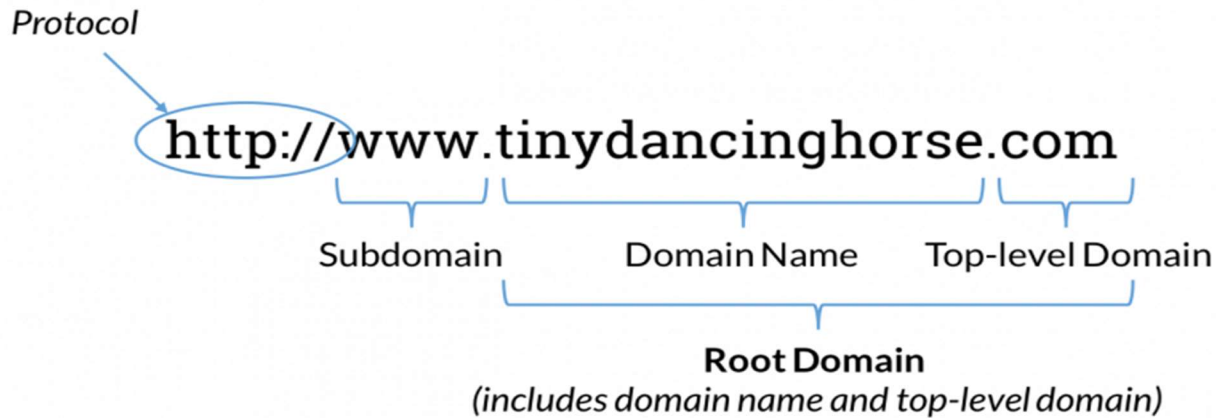 Protocol
http://www.tinydancinghorse.com
Subdomain Domain Name Top-level Domain
Root Domain
(includes domain name and top-level domain)